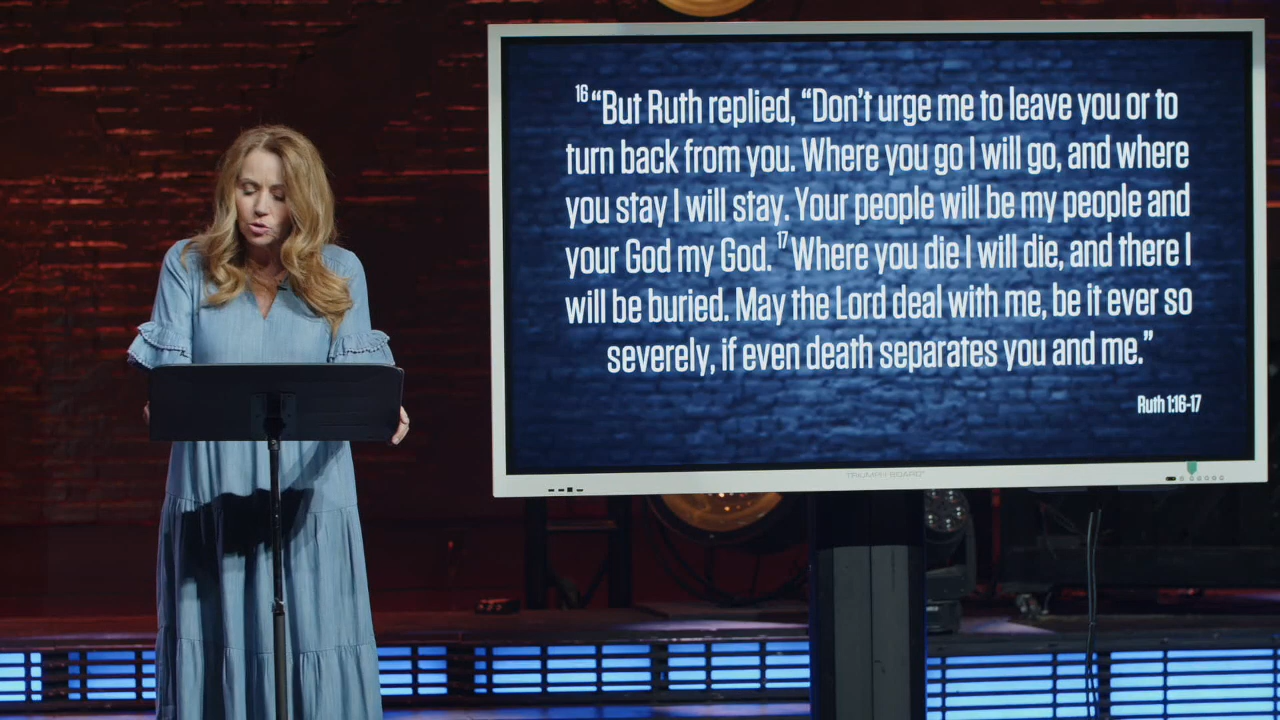 16 “But Ruth replied, “Don’t urge me to leave you or to
turn back from you. Where you go I will go, and where
you stay I will stay. Your people will be my people and
your God my God. 17 Where you die I will die, and there I
will be buried. May the Lord deal with me, be it ever so
severely, if even death separates you and me.”
Ruth 1:16-17
TRIUMPH BOARD